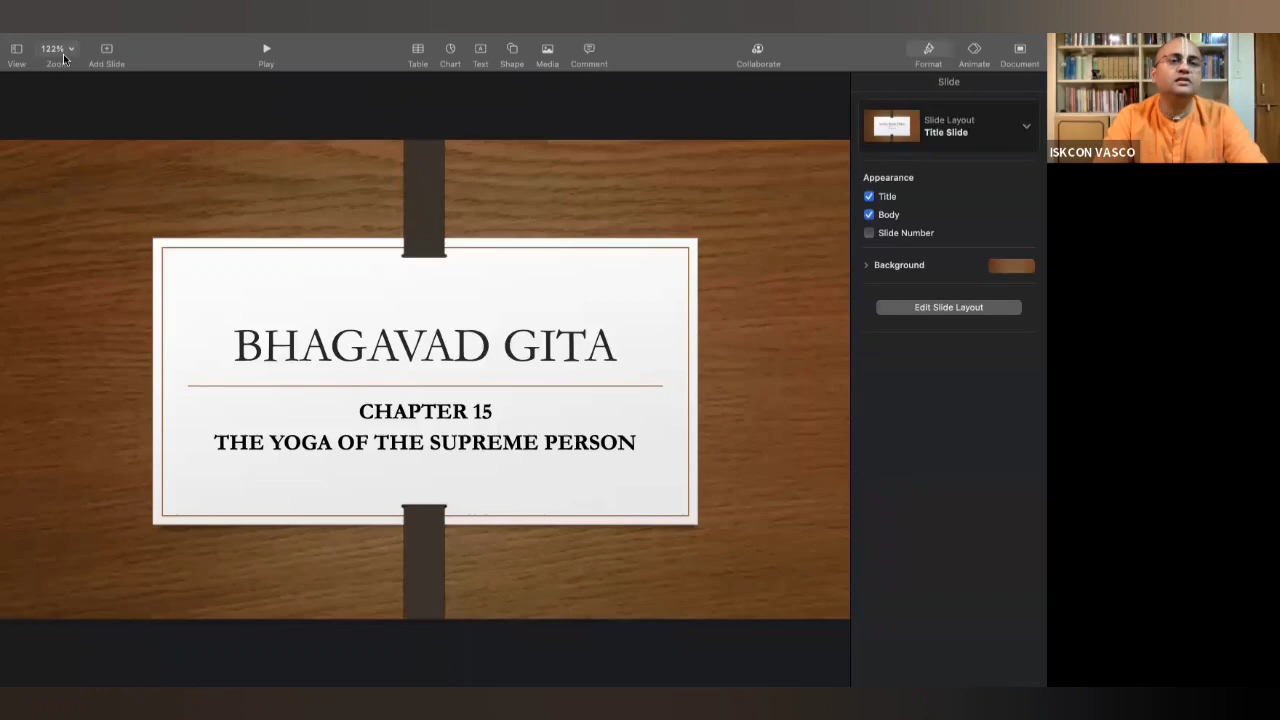 122%
View
Zoom
Add Slide
Play
Table
Chart
Text
Shape
Media
Comment
Collaborate
Format
Animate
Document
Slide
Slide Layout
Title Slide
Appearance
Title
Body
Slide Number
Background
Edit Slide Layout
BHAGAVAD GITA
CHAPTER 15
THE YOGA OF THE SUPREME PERSON
ISKCON VASCO